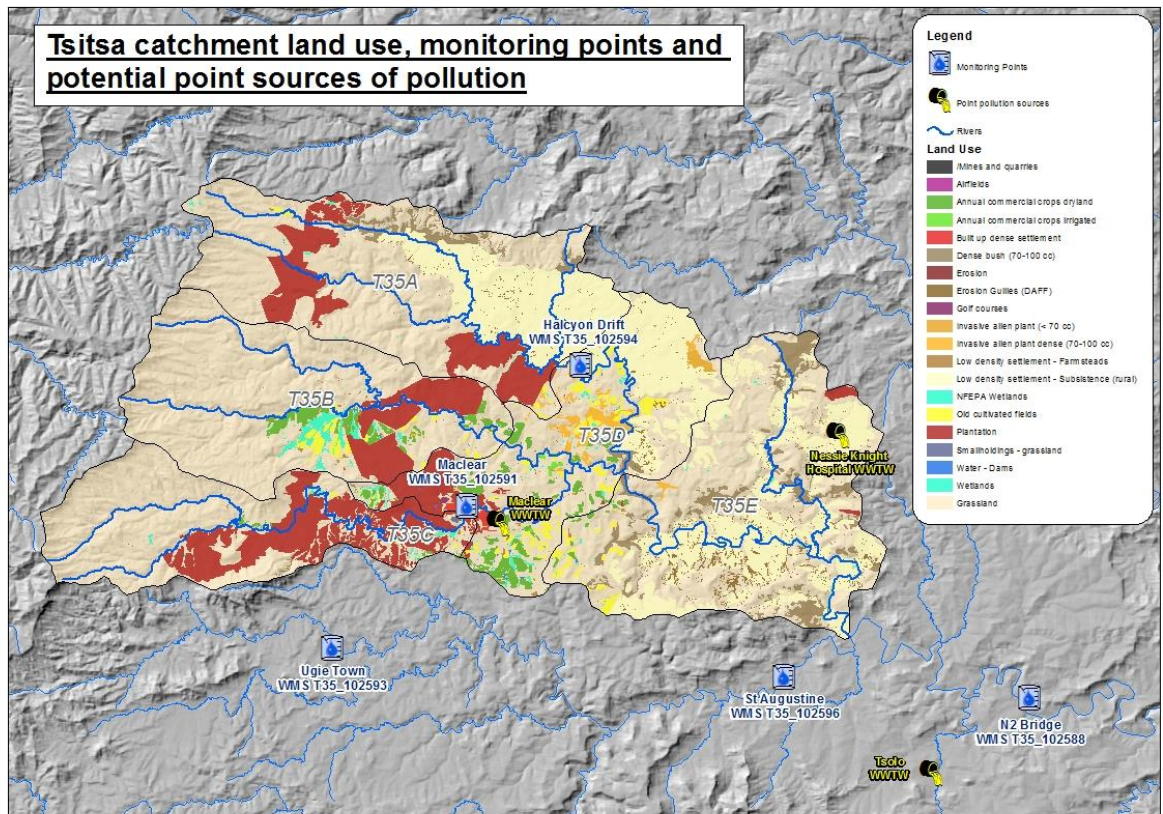 Tsitsa catchment land use, monitoring points and
potential point sources of pollution
Legend
Monitoring Points
Point pollution sources
Rivers
Land Use
/Mines and quarries
Airfields
Annual commercial crops dryland
Annual commercial crops irrigated
Built up dense settlement
Dense bush (70-100 cc)
Erosion
Erosion Gullies (DAFF)
Golf courses
Invasive alien plant (< 70 cc)
Invasive alien plant dense (70-100 cc)
Low density settlement - Farmsteads
Low density settlement - Subsistence (rural)
NFEPA Wetlands
Old cultivated fields
Plantation
Smallholdings - grassland
Water - Dams
Wetlands
Grassland
T35A
Halcyon Drift
WMS T35_102594
T35B
T35D
Maclear
WMS T35_102591
Maclear
WWTW
Nessie Knight
Hospital WWTW
T35E
T35C
Ugie Town
WMS T35_102593
St Augustine
WMS T35_102596
N2 Bridge
WMS T35_102588
Tsolo
WWTW